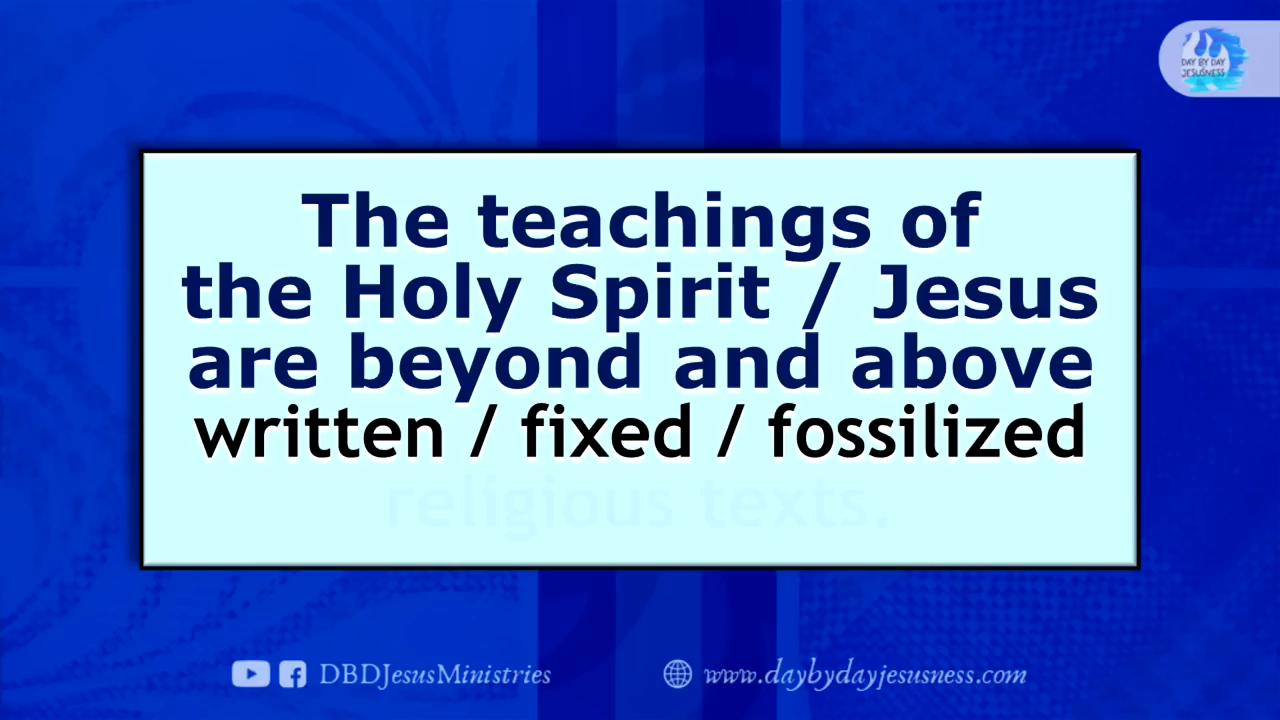 DAY BY DAY
JESUSNESS
The teachings of
the Holy Spirit / Jesus
are beyond and above
written / fixed / fossilized
religious texts.
DBDJesusMinistries
www.daybydayjesusness.com